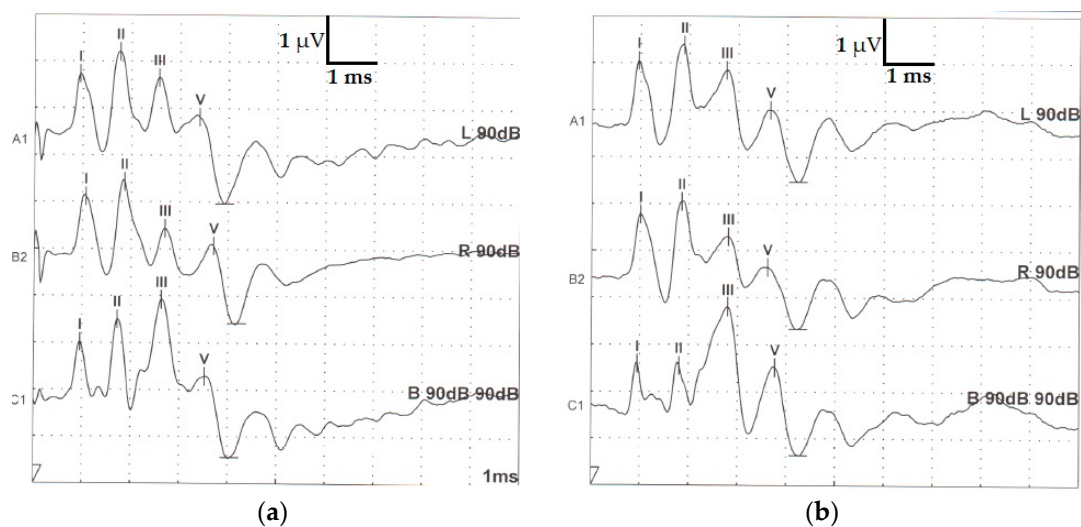 1 µV
1 ms
I II III V
A1 L 90dB
I II III V
B2 R 90dB
I II III V
C1 B 90dB 90dB
1ms
(a)
1 µV
1 ms
I II III V
A1 L 90dB
I II III V
B2 R 90dB
I II III V
C1 B 90dB 90dB
(b)